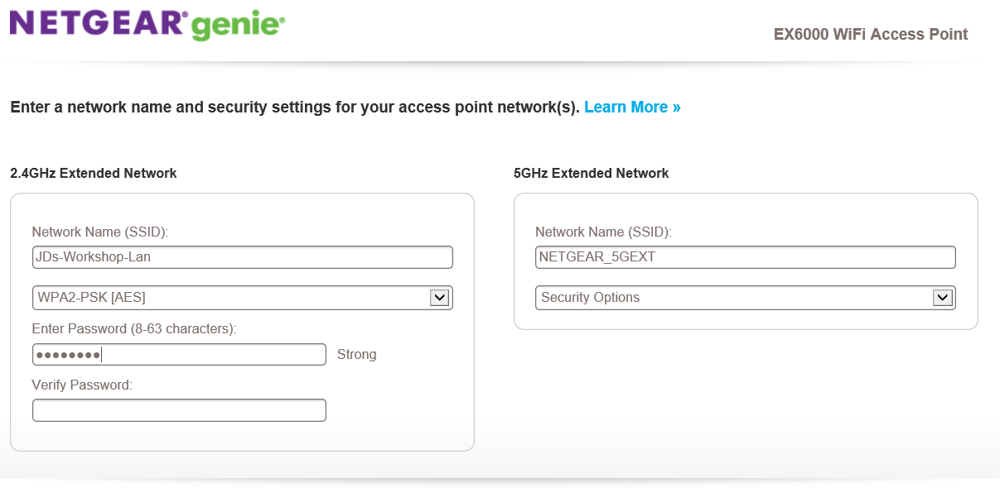 NETGEAR® genie®
EX6000 WiFi Access Point
Enter a network name and security settings for your access point network(s). Learn More »
2.4GHz Extended Network
Network Name (SSID):
JDs-Workshop-Lan
WPA2-PSK [AES]
Enter Password (8-63 characters):
●●●●●●●● Strong
Verify Password:
5GHz Extended Network
Network Name (SSID):
NETGEAR_5GEXT
Security Options